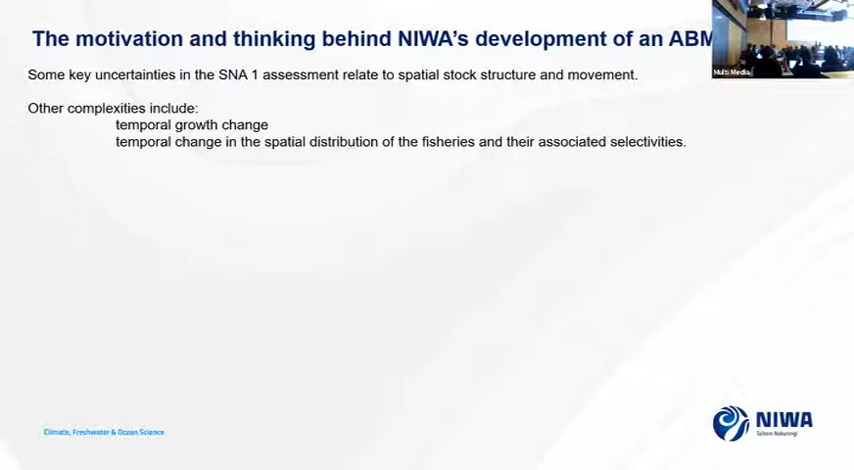 The motivation and thinking behind NIWA's development of an ABM
Some key uncertainties in the SNA 1 assessment relate to spatial stock structure and movement.
Other complexities include:
temporal growth change
temporal change in the spatial distribution of the fisheries and their associated selectivities.
Multi Media
Climate, Freshwater & Ocean Science
NIWA
Taihoro Nukurangi